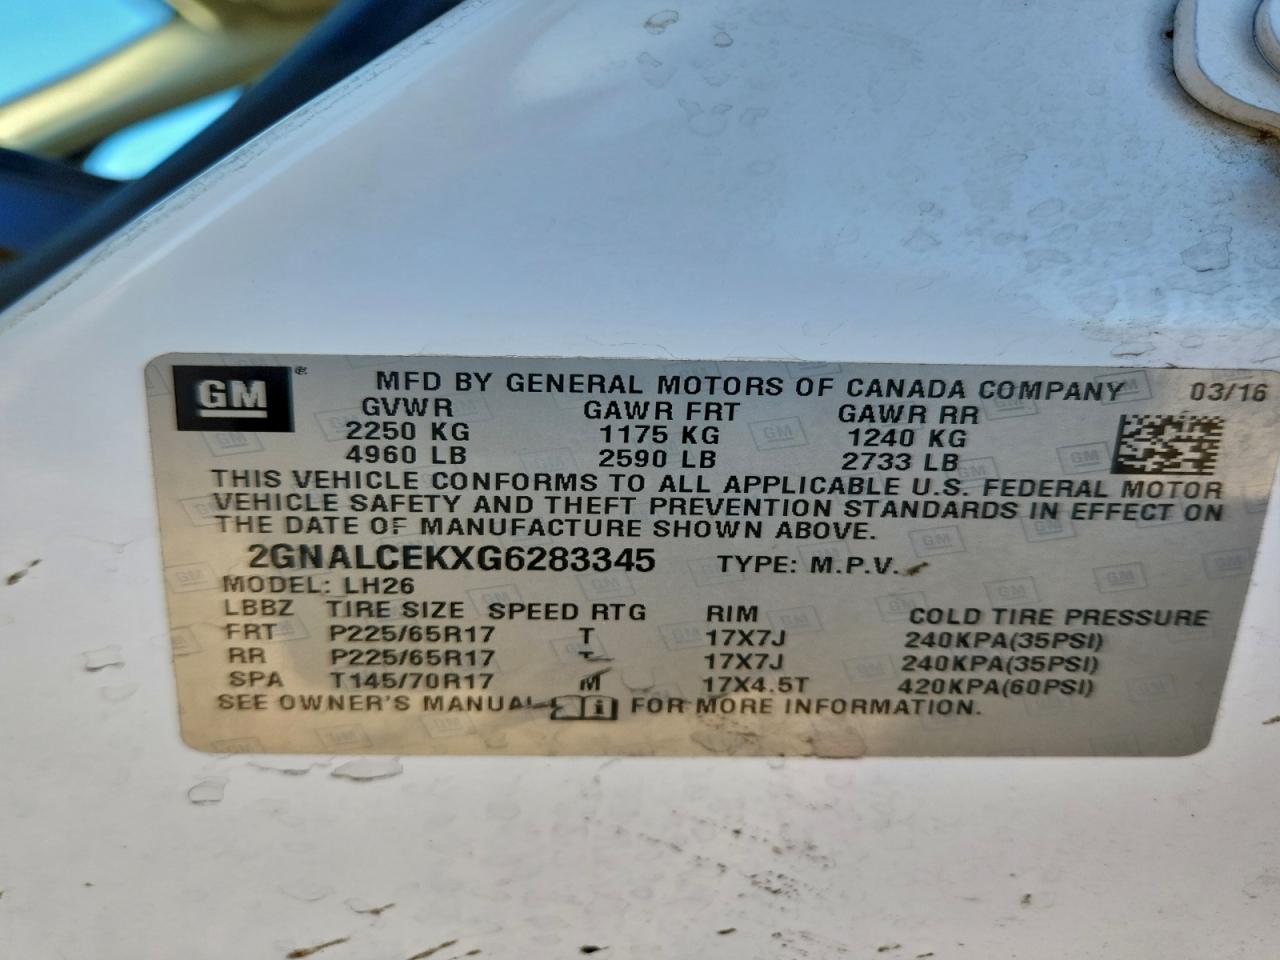 GM ®
MFD BY GENERAL MOTORS OF CANADA COMPANY 03/16
GVWR GAWR FRT GAWR RR
2250 KG 1175 KG 1240 KG
4960 LB 2590 LB 2733 LB
THIS VEHICLE CONFORMS TO ALL APPLICABLE U.S. FEDERAL MOTOR
VEHICLE SAFETY AND THEFT PREVENTION STANDARDS IN EFFECT ON
THE DATE OF MANUFACTURE SHOWN ABOVE.
2GNALCEKXG6283345 TYPE: M.P.V.
MODEL: LH26
LBBZ TIRE SIZE SPEED RTG RIM COLD TIRE PRESSURE
FRT P225/65R17 T 17X7J 240KPA(35PSI)
RR P225/65R17 T 17X7J 240KPA(35PSI)
SPA T145/70R17 M 17X4.5T 420KPA(60PSI)
SEE OWNER'S MANUAL i FOR MORE INFORMATION.